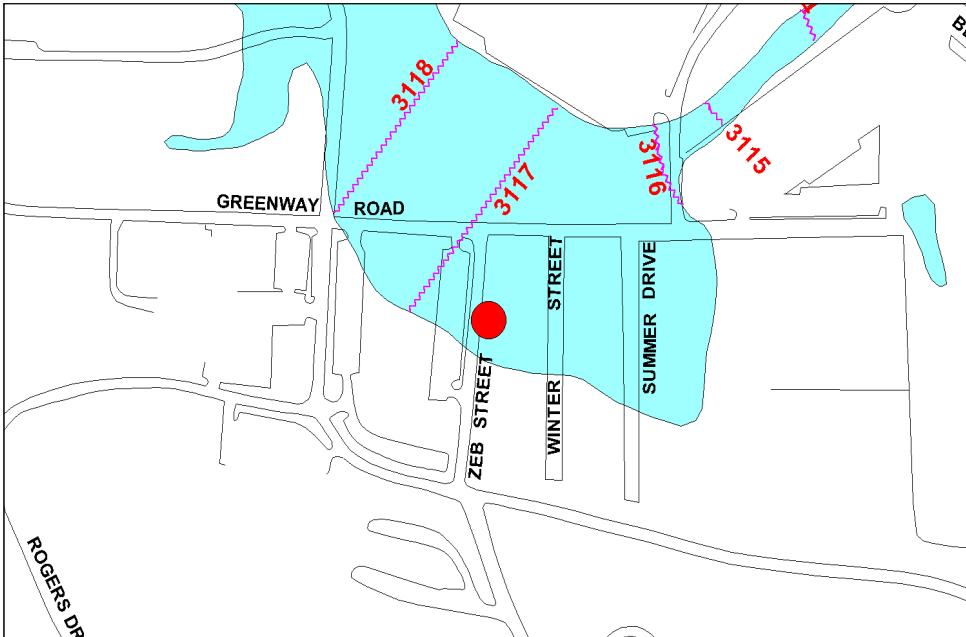 3118
3117
3116
3115
GREENWAY ROAD
ZEB STREET
WINTER STREET
SUMMER DRIVE
ROGERS DR